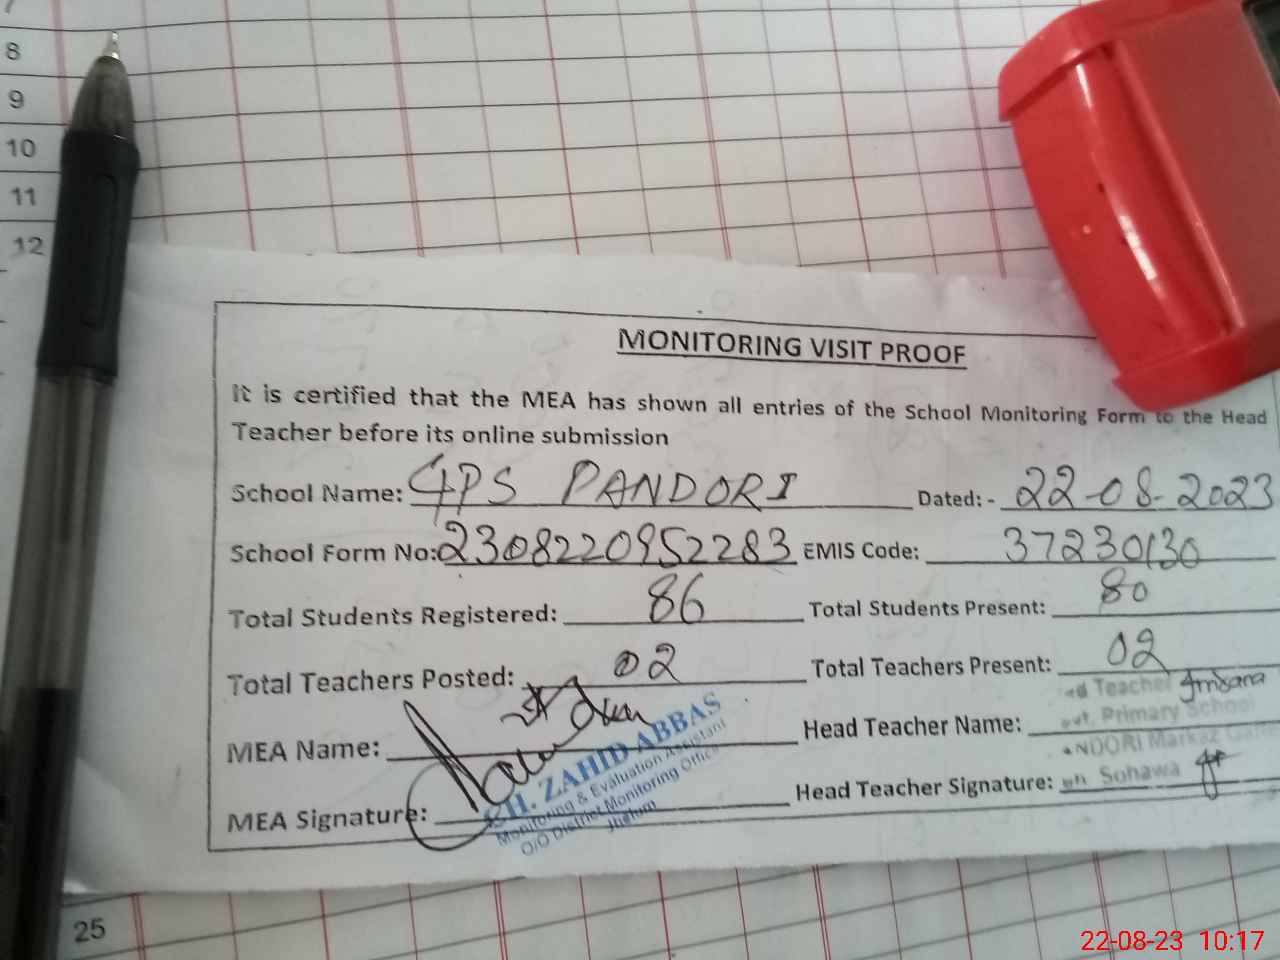 7
8
9
10
11
12
MONITORING VISIT PROOF
It is certified that the MEA has shown all entries of the School Monitoring Form to the Head
Teacher before its online submission
School Name: GPS PANDORI Dated: - 22-08-2023
School Form No: 2308220952283 EMIS Code: 37230130
Total Students Registered: 86 Total Students Present: 80
Total Teachers Posted: 02 Total Teachers Present: 02
MEA Name: Head Teacher Name:
Teacher
Primary School
NDORI Markaz
Sohawa
MEA Signature: Head Teacher Signature:
CH. ZAHID ABBAS
Monitoring & Evaluation Assistant
O/O District Monitoring Office
Jhelum
25
22-08-23 10:17